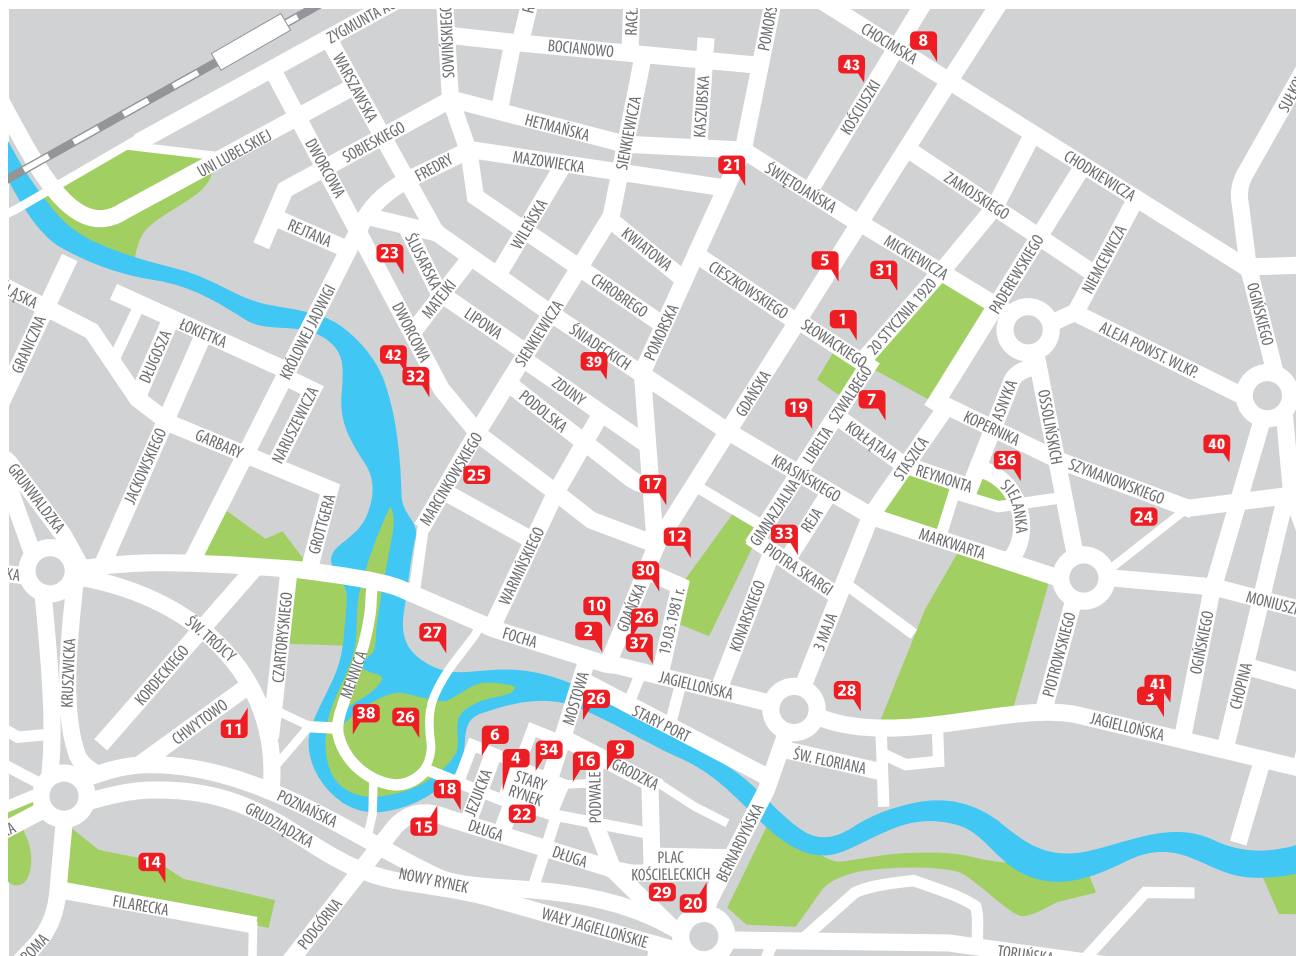 ZYGMUNTA
SOWIŃSKIEGO
BOCIANOWO
CHOCIMSKA
8
43
WARSZAWSKA
KASZUBSKA
KOŚCIUSZKI
HETMAŃSKA
SIENKIEWICZA
SOBIESKIEGO
UNI LUBELSKIEJ
DWORCOWA
FREDRY
MAZOWIECKA
21
ŚWIĘTOJAŃSKA
CHODKIEWICZA
ZAMOJSKIEGO
REJTANA
WILEŃSKA
KWIATOWA
ŚLUSARSKA
23
5
31
MICKIEWICZA
PADEREWSKIEGO
NIEMCEWICZA
CIESZKOWSKIEGO
CHROBREGO
MATEJKI
GRANICZNA
ŁOKIETKA
DŁUGOSZA
KRÓLOWEJ JADWIGI
DWORCOWA
LIPOWA
SIENKIEWICZA
ŚNIADECKICH
POMORSKA
1
SŁOWACKIEGO
20 STYCZNIA 1920
ALEJA POWST. WLKP.
OGIŃSKIEGO
42
32
39
ZDUNY
PODOLSKA
GDAŃSKA
19
SZWALBEGO
7
ASNYKA
OSSOLIŃSKICH
KOPERNIKA
NARUSZEWICZA
GARBARY
JACKOWSKIEGO
MARCINKOWSKIEGO
25
LIBELTA
KOŁŁĄTAJA
STASZICA
40
36
SZYMANOWSKIEGO
REYMONTA
SIELANKA
24
GRUNWALDZKA
KRASIŃSKIEGO
17
GIMNAZJALNA
REJA
33
PIOTRA SKARGI
MARKWARTA
GROTTGERA
12
WARMIŃSKIEGO
30
GDAŃSKA
10
26
2
37
19.03.1981 r.
KONARSKIEGO
3 MAJA
ŚW. TRÓJCY
CZARTORYSKIEGO
27
FOCHA
KRUSZWICKA
KORDECKIEGO
MENNICA
JAGIELLOŃSKA
28
PIOTROWSKIEGO
OGIŃSKIEGO
CHOPINA
41
3
JAGIELLOŃSKA
CHWYTOWO
11
38
26
MOSTOWA
26
STARY PORT
6
4
34
16
9
GRODZKA
ŚW. FLORIANA
STARY
RYNEK
JEZUICKA
PODWALE
18
22
15
DŁUGA
DŁUGA
POZNAŃSKA
GRUDZIĄDZKA
BERNARDYŃSKA
PLAC
KOŚCIELECKICH
29
20
14
FILARECKA
NOWY RYNEK
PODGÓRNA
WAŁY JAGIELLOŃSKIE
TORUŃSKA